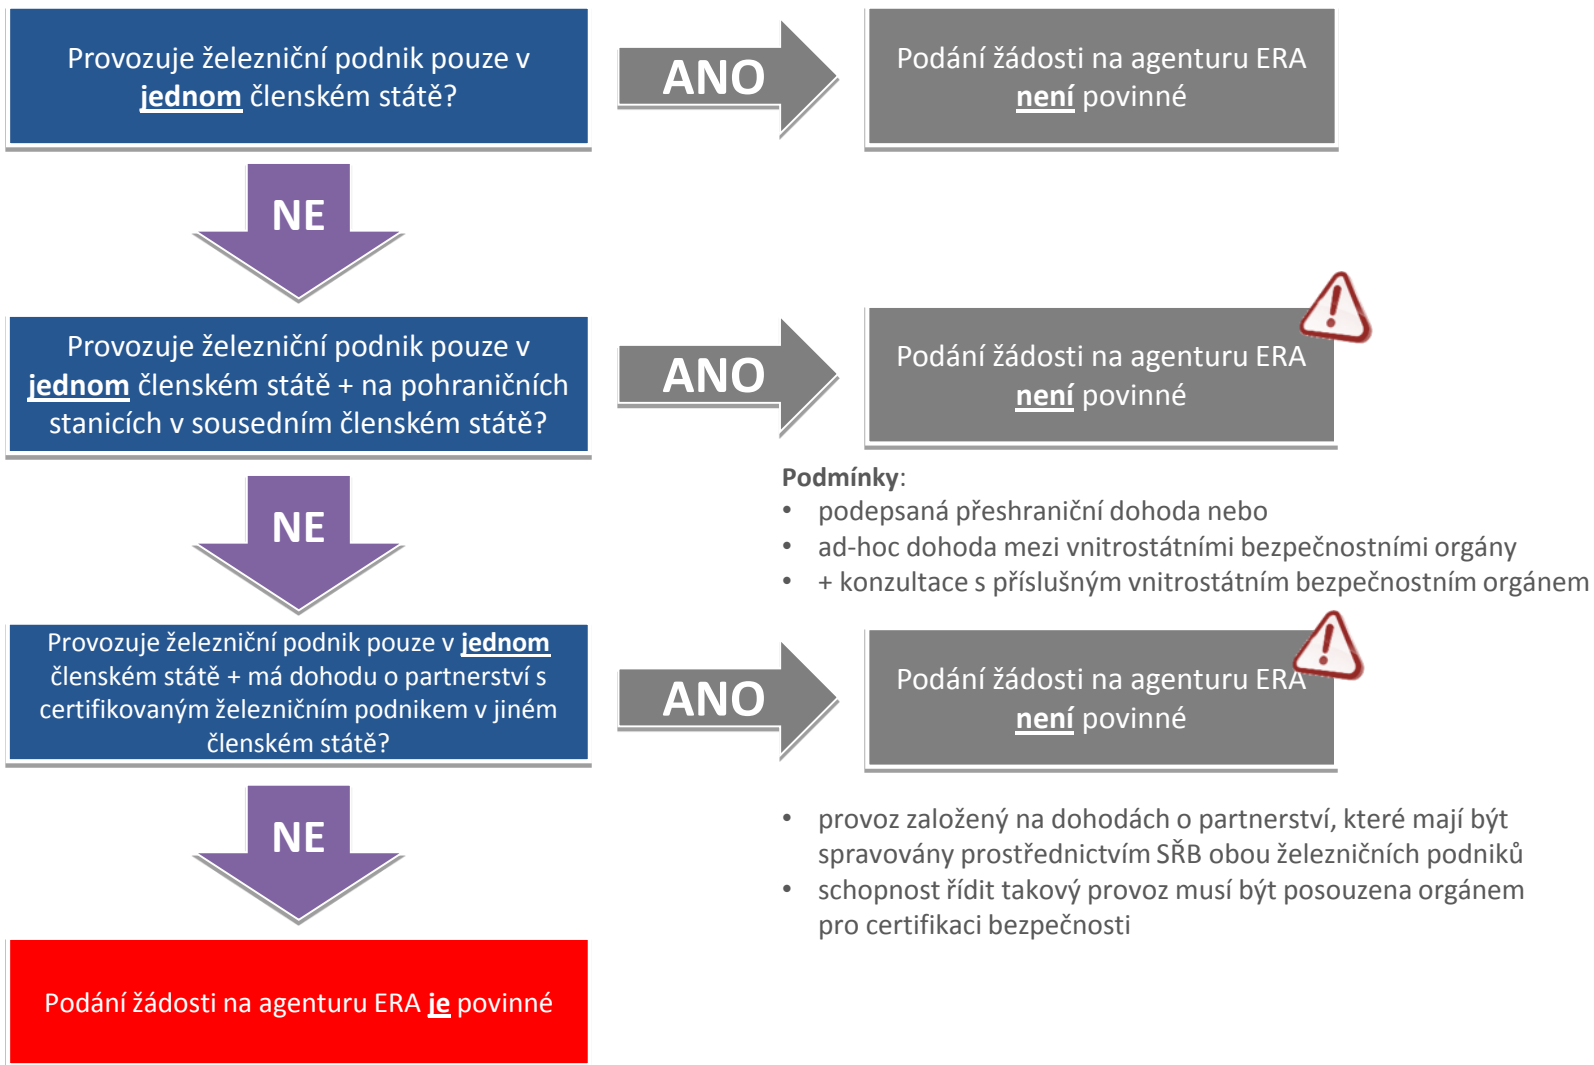 Provozuje železniční podnik pouze v
jednom členském státě?
ANO
Podání žádosti na agenturu ERA
není povinné
NE
Provozuje železniční podnik pouze v
jednom členském státě + na pohraničních
stanicích v sousedním členském státě?
ANO
Podání žádosti na agenturu ERA
není povinné
Podmínky:
• podepsaná přeshraniční dohoda nebo
• ad-hoc dohoda mezi vnitrostátními bezpečnostními orgány
• + konzultace s příslušným vnitrostátním bezpečnostním orgánem
NE
Provozuje železniční podnik pouze v jednom
členském státě + má dohodu o partnerství s
certifikovaným železničním podnikem v jiném
členském státě?
ANO
Podání žádosti na agenturu ERA
není povinné
• provoz založený na dohodách o partnerství, které mají být
spravovány prostřednictvím SŘB obou železničních podniků
• schopnost řídit takový provoz musí být posouzena orgánem
pro certifikaci bezpečnosti
NE
Podání žádosti na agenturu ERA je povinné